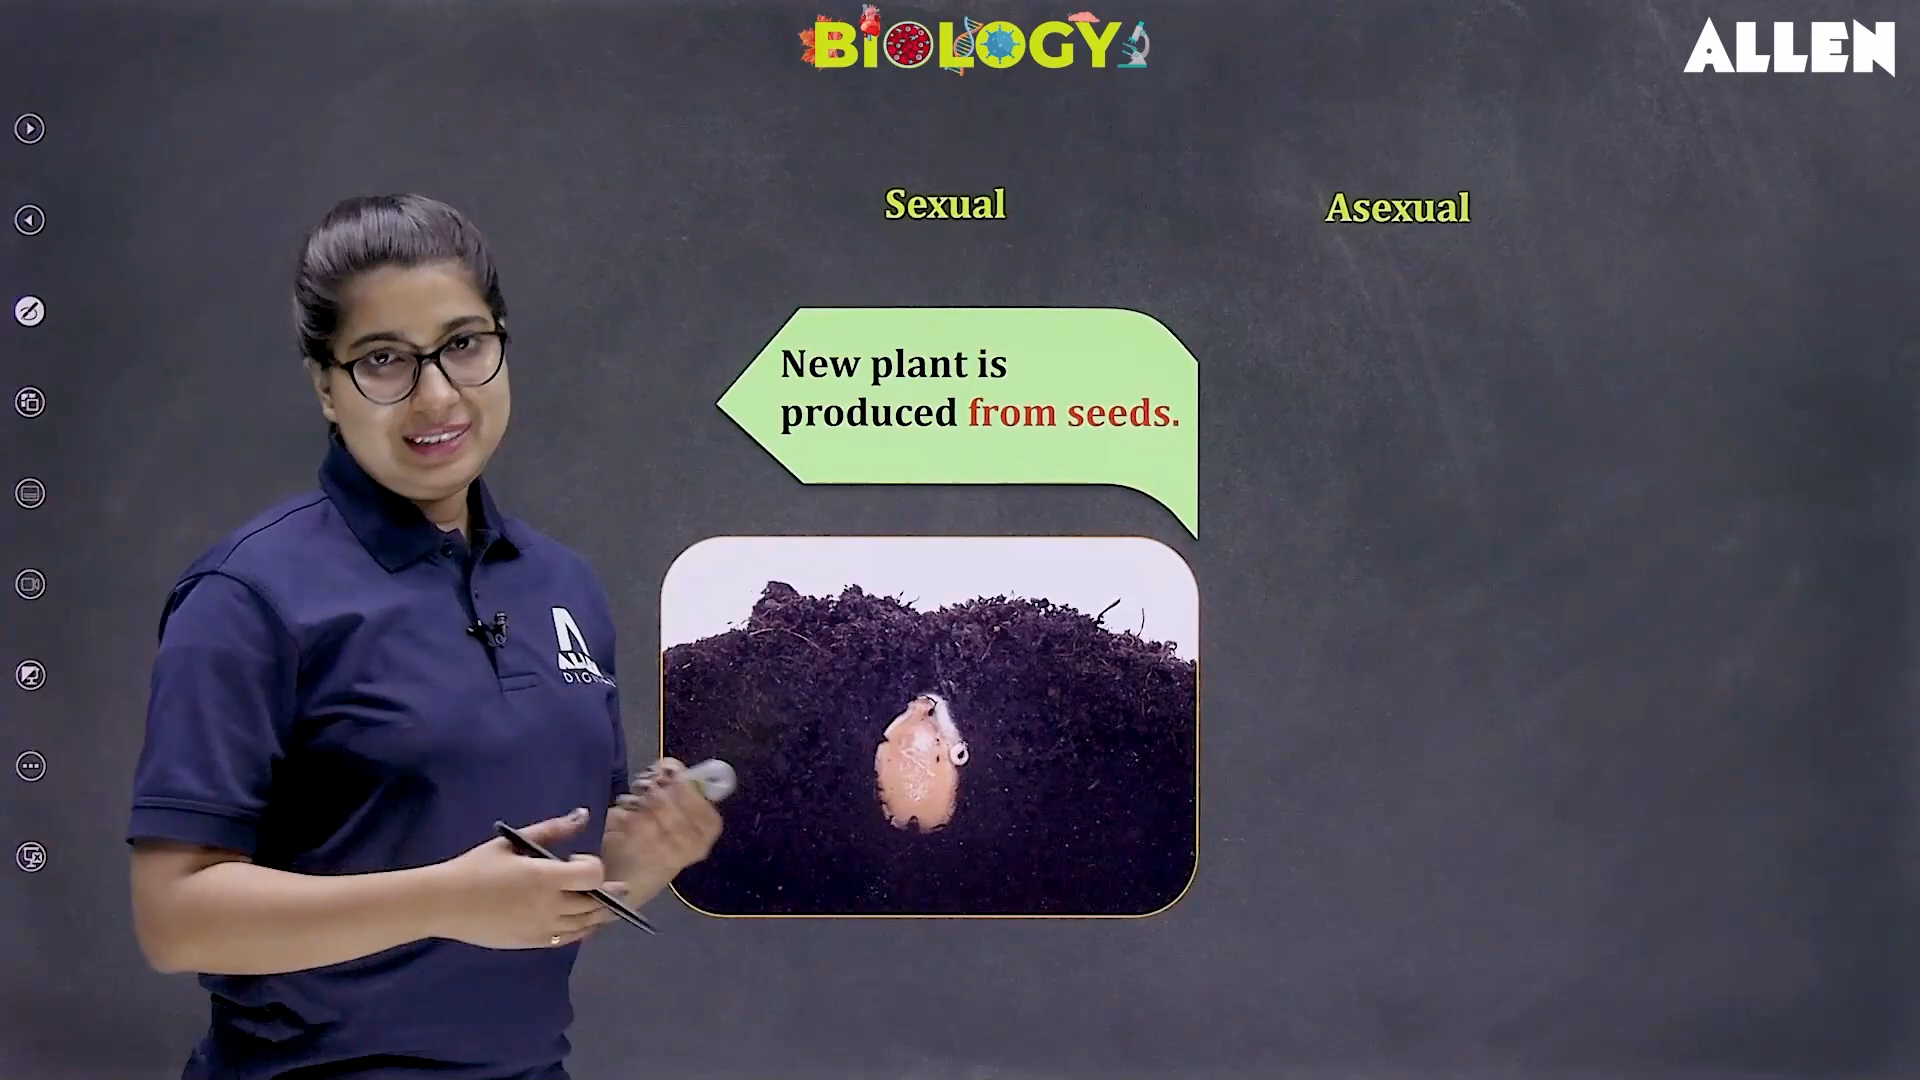 BIOLOGY
ALLEN
Sexual
Asexual
New plant is
produced from seeds.